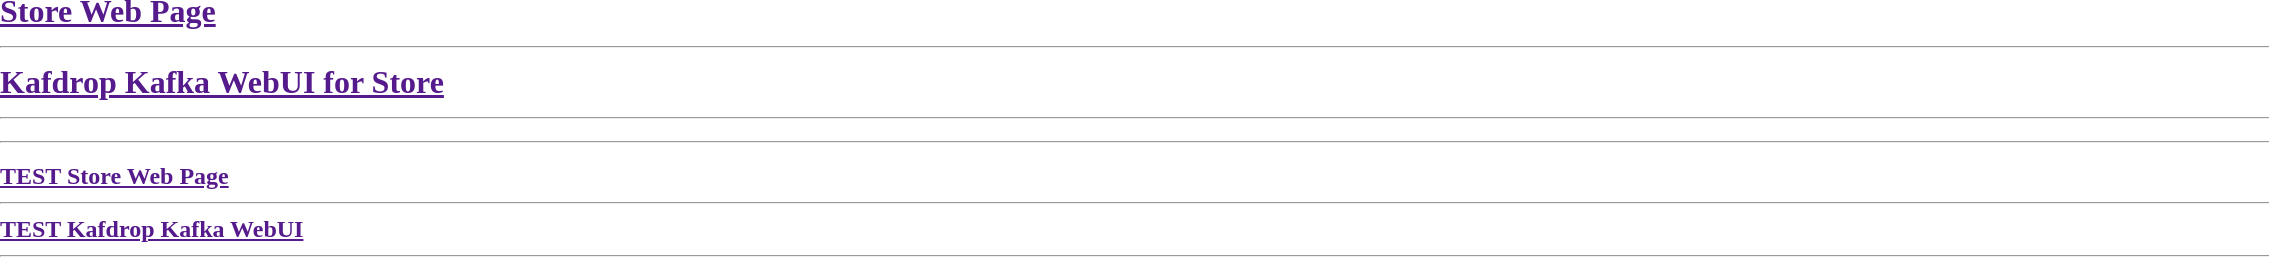 Store Web Page
Kafdrop Kafka WebUI for Store
TEST Store Web Page
TEST Kafdrop Kafka WebUI